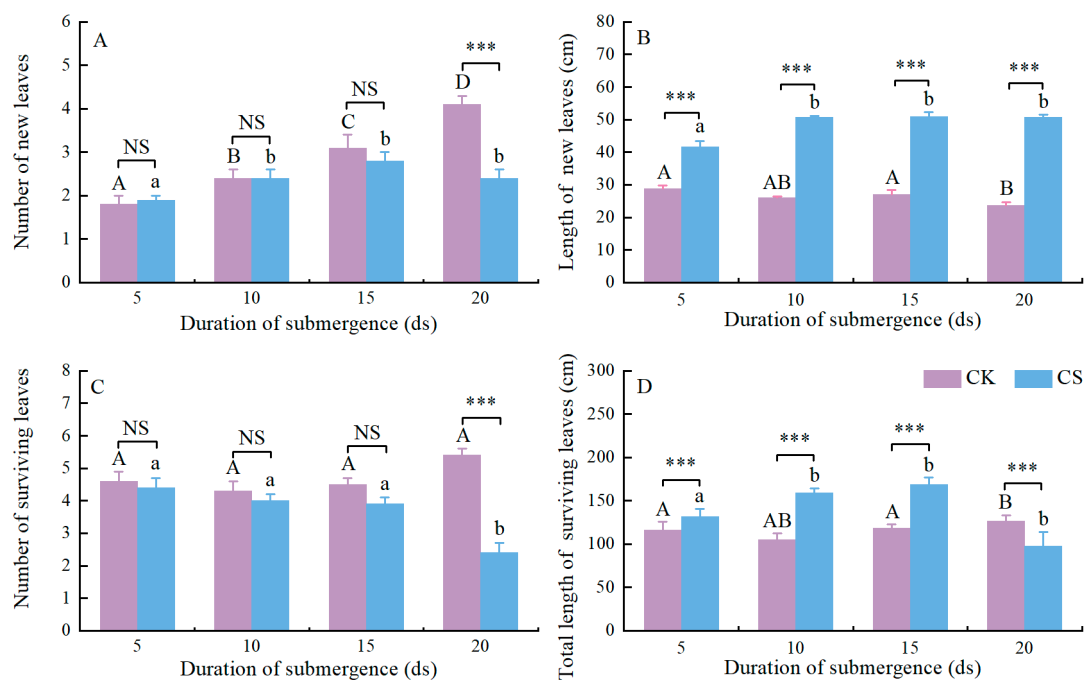 A
Number of new leaves
6
5
4
3
2
1
0
NS
A a
NS
B b
NS
C b
***
D b
5 10 15 20
Duration of submergence (ds)
B
Length of new leaves (cm)
80
70
60
50
40
30
20
10
0
***
A a
***
AB b
***
A b
***
B b
5 10 15 20
Duration of submergence (ds)
C
Number of surviving leaves
8
7
6
5
4
3
2
1
0
NS
A a
NS
A a
NS
A a
***
A b
5 10 15 20
Duration of submergence (ds)
D
CK CS
Total length of surviving leaves (cm)
300
250
200
150
100
50
0
***
A a
***
AB b
***
A b
***
B b
5 10 15 20
Duration of submergence (ds)